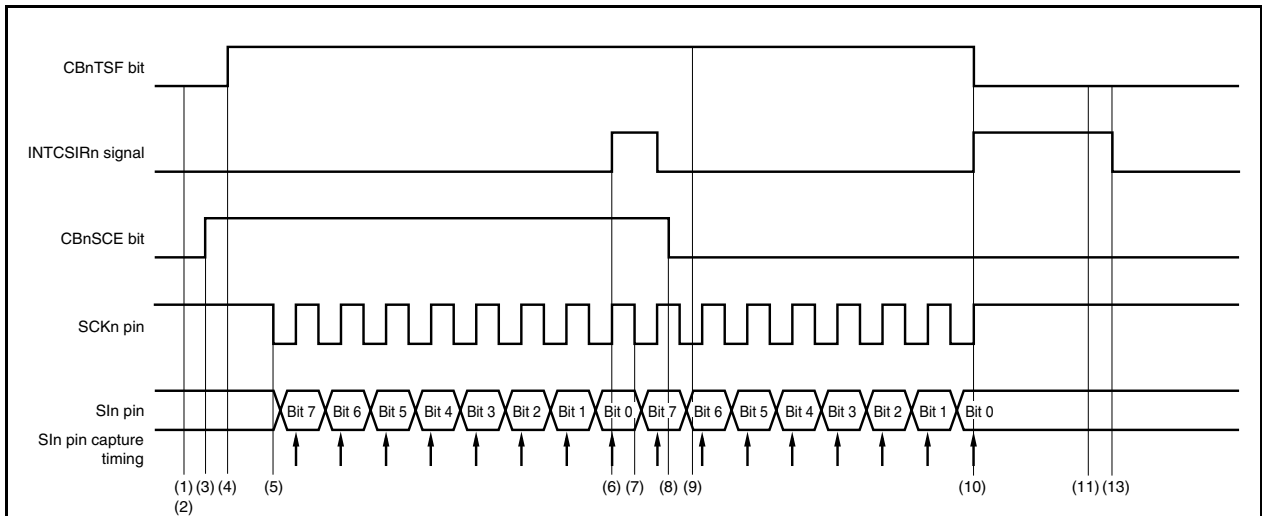 CBnTSF bit
INTCSIRn signal
CBnSCE bit
SCKn pin
SIn pin
Bit 7 Bit 6 Bit 5 Bit 4 Bit 3 Bit 2 Bit 1 Bit 0 Bit 7 Bit 6 Bit 5 Bit 4 Bit 3 Bit 2 Bit 1 Bit 0
SIn pin capture
timing
(1) (3) (4) (5) (6) (7) (8) (9) (10) (11) (13)
(2)